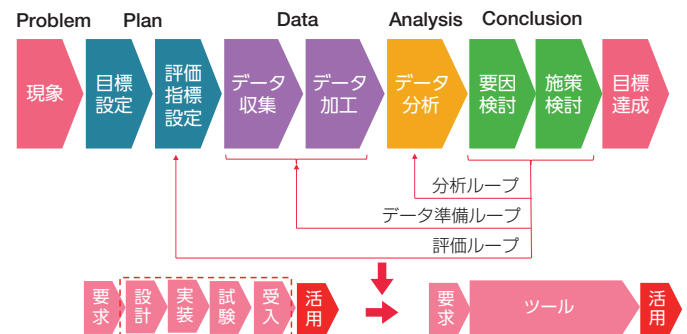 Problem Plan Data Analysis Conclusion
現象
目標
設定
評価
指標
設定
データ
収集
データ
加工
データ
分析
要因
検討
施策
検討
目標
達成
分析ループ
データ準備ループ
評価ループ
要求
設計
実装
試験
受入
活用
要求
ツール
活用